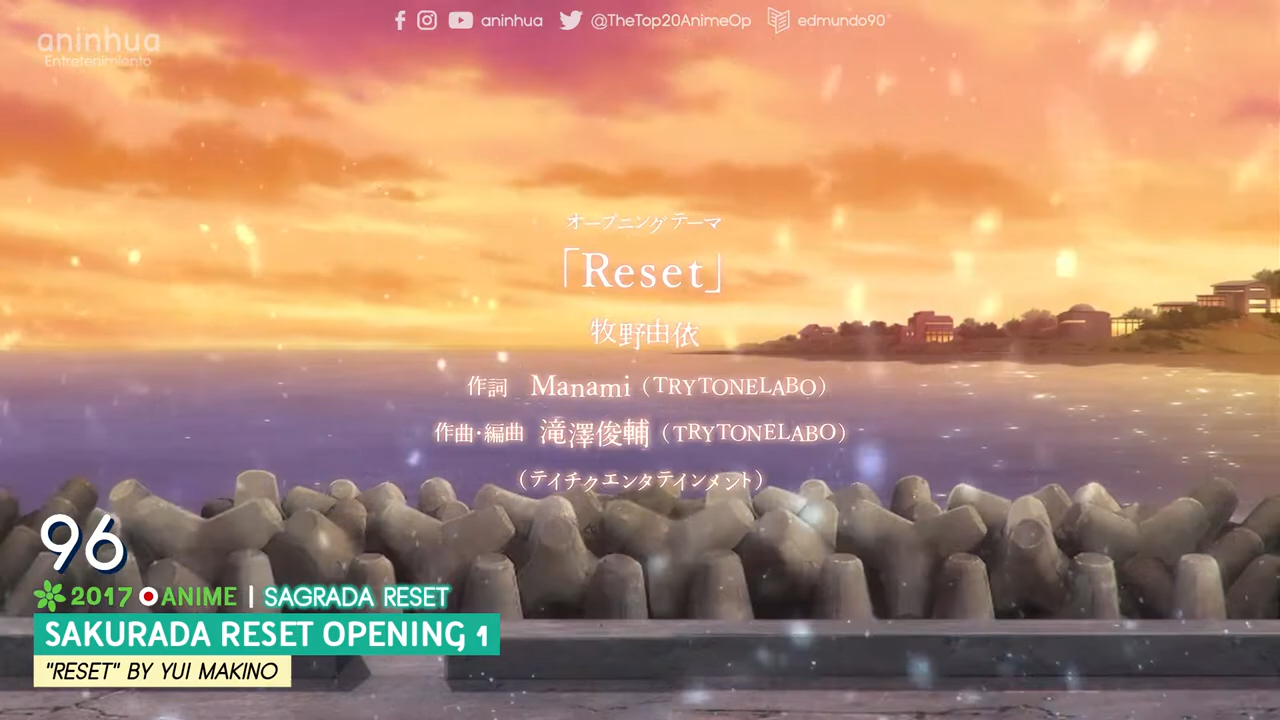 aninhua @TheTop20AnimeOp edmundo90
aninhua
Entretenimiento
オープニングテーマ
「Reset」
牧野由依
作詞 Manami（TRYTONELABO）
作曲・編曲 滝澤俊輔（TRYTONELABO）
（テイチクエンタテインメント）
96
2017 ANIME | SAGRADA RESET
SAKURADA RESET OPENING 1
"RESET" BY YUI MAKINO